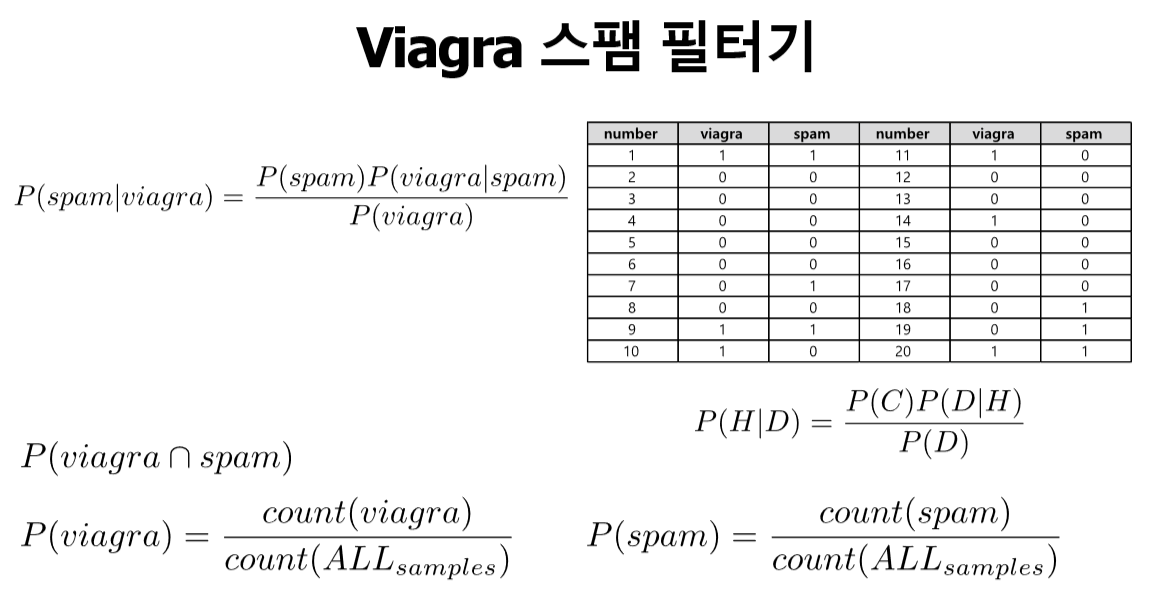 Viagra 스팸 필터기
P(spam|viagra) = P(spam)P(viagra|spam) / P(viagra)
number viagra spam number viagra spam
1 1 1 11 1 0
2 0 0 12 0 0
3 0 0 13 0 0
4 0 0 14 1 0
5 0 0 15 0 0
6 0 0 16 0 0
7 0 1 17 0 0
8 0 0 18 0 1
9 1 1 19 0 1
10 1 0 20 1 1
P(H|D) = P(C)P(D|H) / P(D)
P(viagra ∩ spam)
P(viagra) = count(viagra) / count(ALL_samples)
P(spam) = count(spam) / count(ALL_samples)